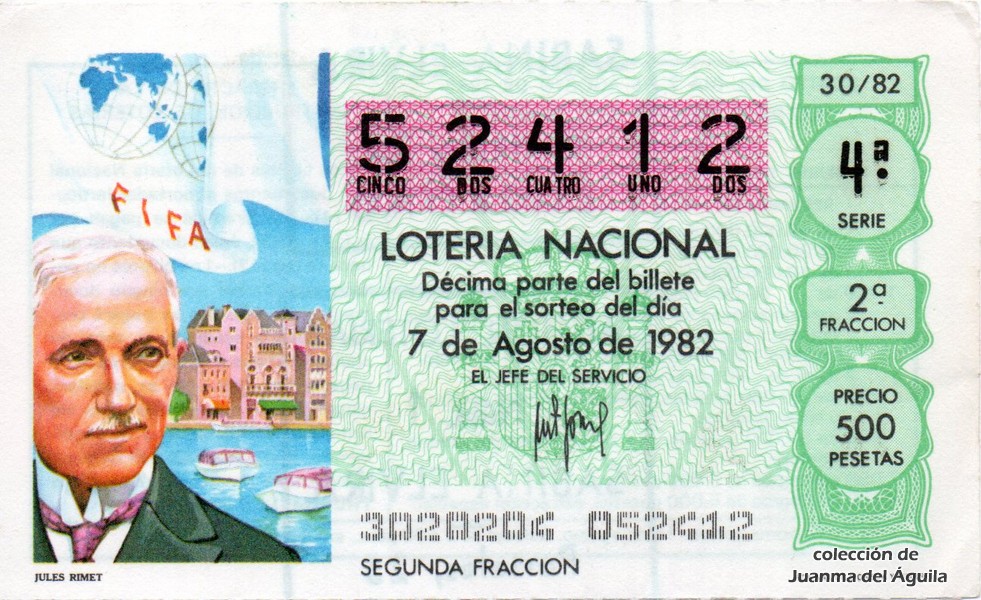 FIFA
JULES RIMET
5 2 4 1 2
CINCO DOS CUATRO UNO DOS
LOTERIA NACIONAL
Décima parte del billete
para el sorteo del día
7 de Agosto de 1982
EL JEFE DEL SERVICIO
3020204 052412
SEGUNDA FRACCION
30/82
4ª
SERIE
2ª
FRACCION
PRECIO
500
PESETAS
colección de
Juanma del Águila